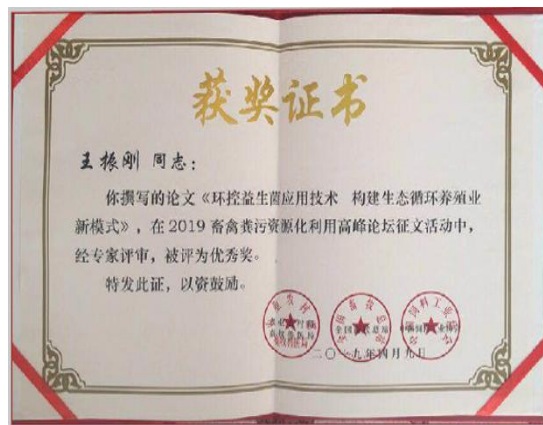 获奖证书
王振刚 同志：
你撰写的论文《环控益生菌应用技术 构建生态循环养殖业
新模式》，在2019畜禽粪污资源化利用高峰论坛征文活动中，
经专家评审，被评为优秀奖。
特发此证，以资鼓励。
二〇一九年四月九日